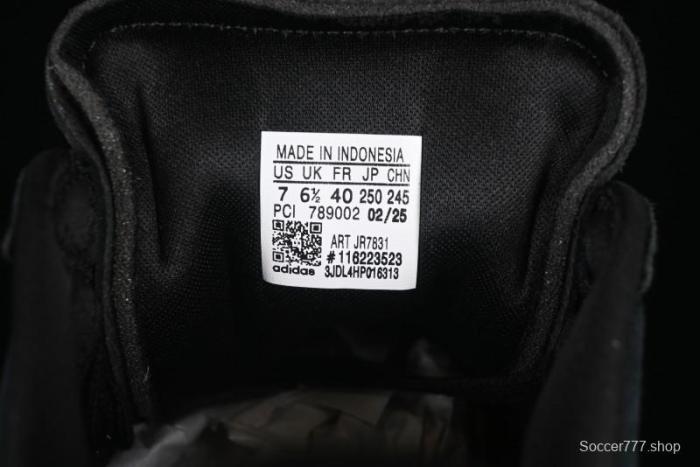 MADE IN INDONESIA
US UK FR JP CHN
7 6½ 40 250 245
PCI 789002 02/25
ART JR7831
#116223523
adidas 3JDL4HP016313
Soccer777.shop